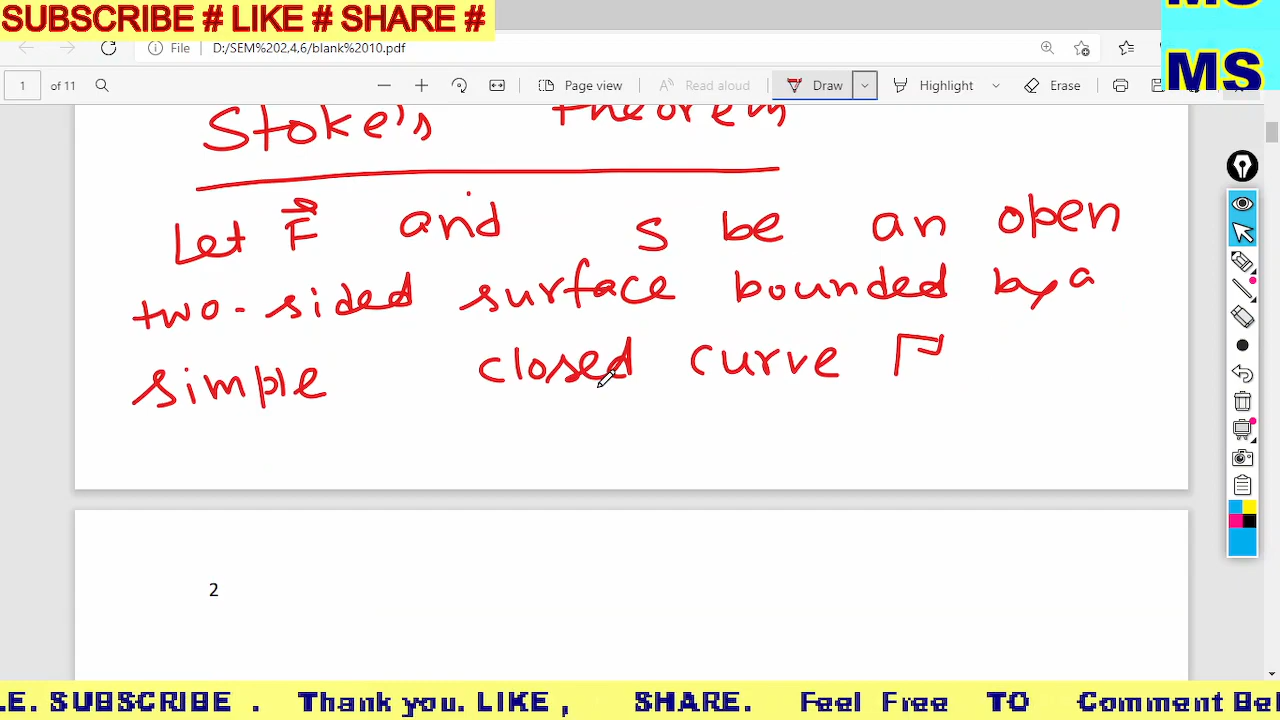 SUBSCRIBE # LIKE # SHARE #
MS
MS
File D:/SEM%202,4.6/blank%2010.pdf
1 of 11 Page view Read aloud Draw Highlight Erase
Stoke's theorem
Let F⃗ and S be an open
two-sided surface bounded by a
simple closed curve Γ
2
.E. SUBSCRIBE . Thank you. LIKE , SHARE. Feel Free TO Comment Bel